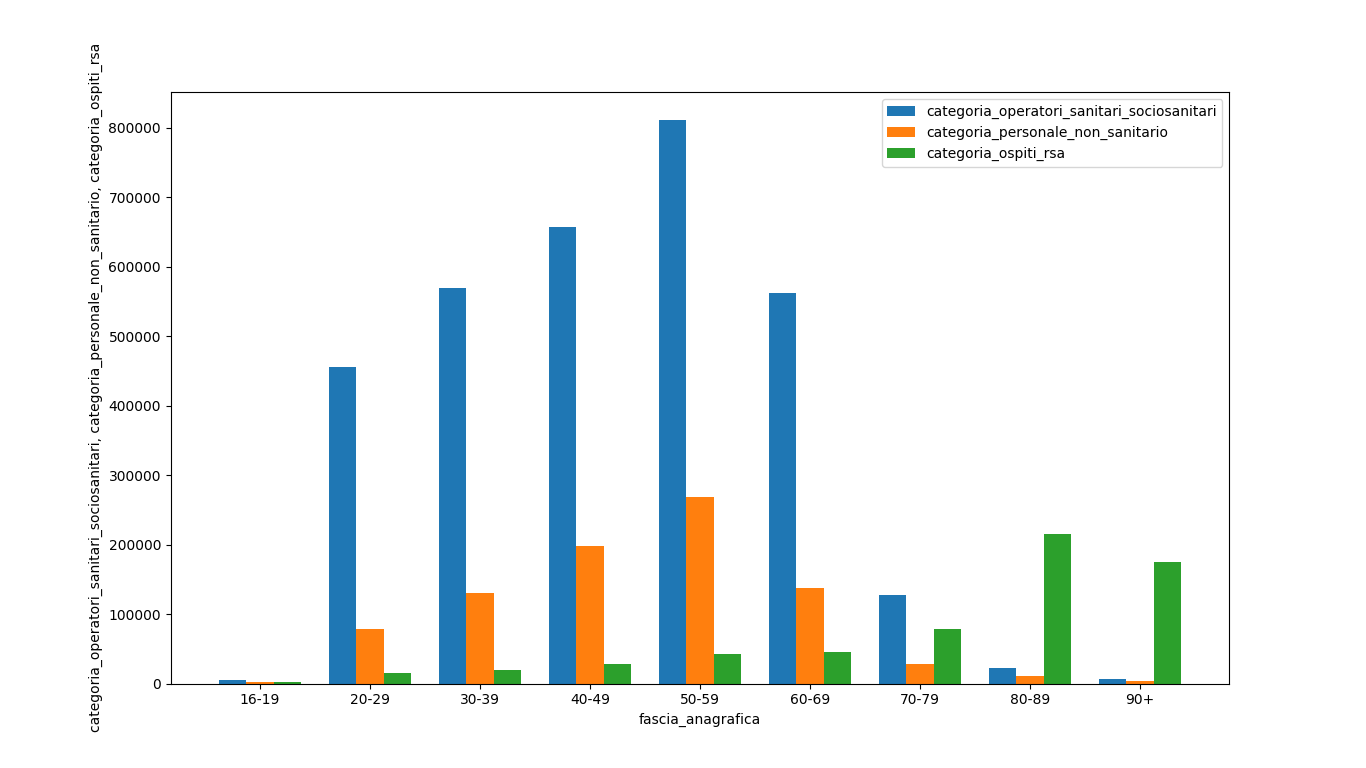 categoria_operatori_sanitari_sociosanitari, categoria_personale_non_sanitario, categoria_ospiti_rsa
800000
700000
600000
500000
400000
300000
200000
100000
0
categoria_operatori_sanitari_sociosanitari
categoria_personale_non_sanitario
categoria_ospiti_rsa
16-19 20-29 30-39 40-49 50-59 60-69 70-79 80-89 90+
fascia_anagrafica